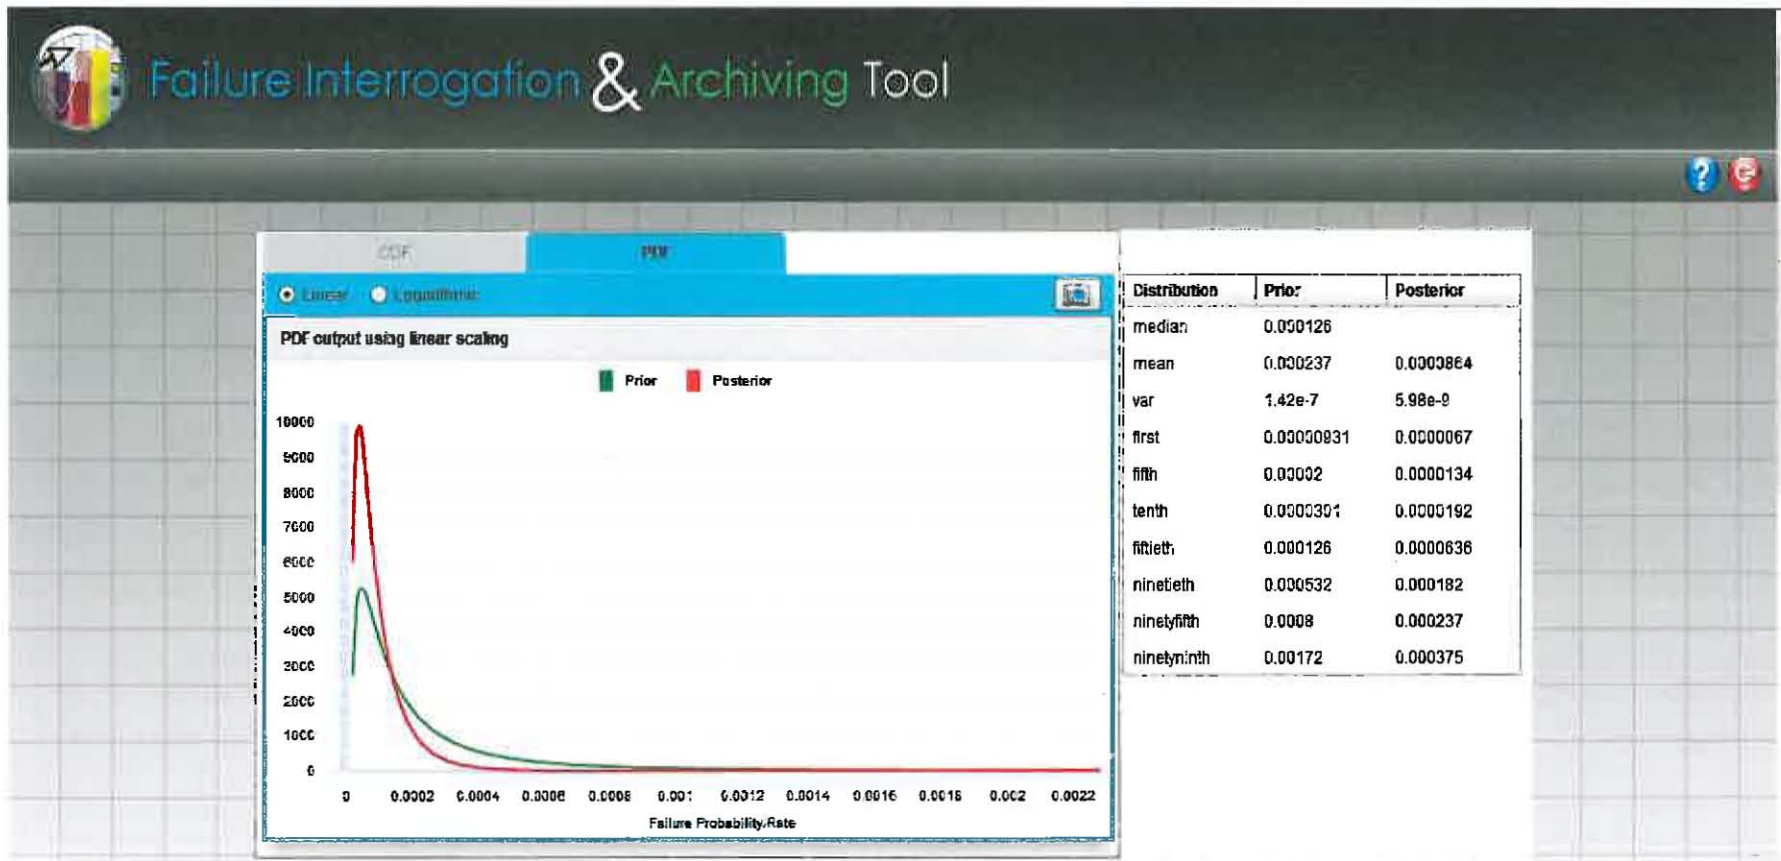 Failure Interrogation & Archiving Tool
?
CDF PDF
Linear Logarithmic
PDF output using linear scaling
Prior Posterior
10000
9000
8000
7000
6000
5000
4000
3000
2000
1000
0
0 0.0002 0.0004 0.0006 0.0008 0.001 0.0012 0.0014 0.0016 0.0018 0.002 0.0022
Failure Probability/Rate
Distribution Prior Posterior
median 0.000126
mean 0.000237 0.0000864
var 1.42e-7 5.98e-9
first 0.00000931 0.0000067
fifth 0.00002 0.0000134
tenth 0.0000301 0.0000192
fiftieth 0.000126 0.0000636
ninetieth 0.000532 0.000182
ninetyfifth 0.0008 0.000237
ninetyninth 0.00172 0.000375